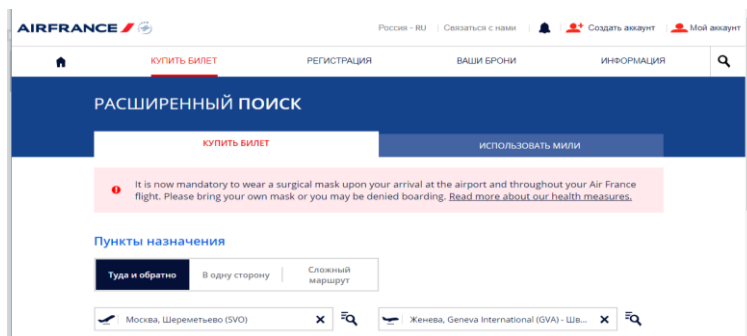 AIRFRANCE
Россия - RU
Связаться с нами
Создать аккаунт
Мой аккаунт
КУПИТЬ БИЛЕТ
РЕГИСТРАЦИЯ
ВАШИ БРОНИ
ИНФОРМАЦИЯ
РАСШИРЕННЫЙ ПОИСК
КУПИТЬ БИЛЕТ
ИСПОЛЬЗОВАТЬ МИЛИ
It is now mandatory to wear a surgical mask upon your arrival at the airport and throughout your Air France
flight. Please bring your own mask or you may be denied boarding. Read more about our health measures.
Пункты назначения
Туда и обратно
В одну сторону
Сложный
маршрут
Москва, Шереметьево (SVO)
Женева, Geneva International (GVA) - Шв...